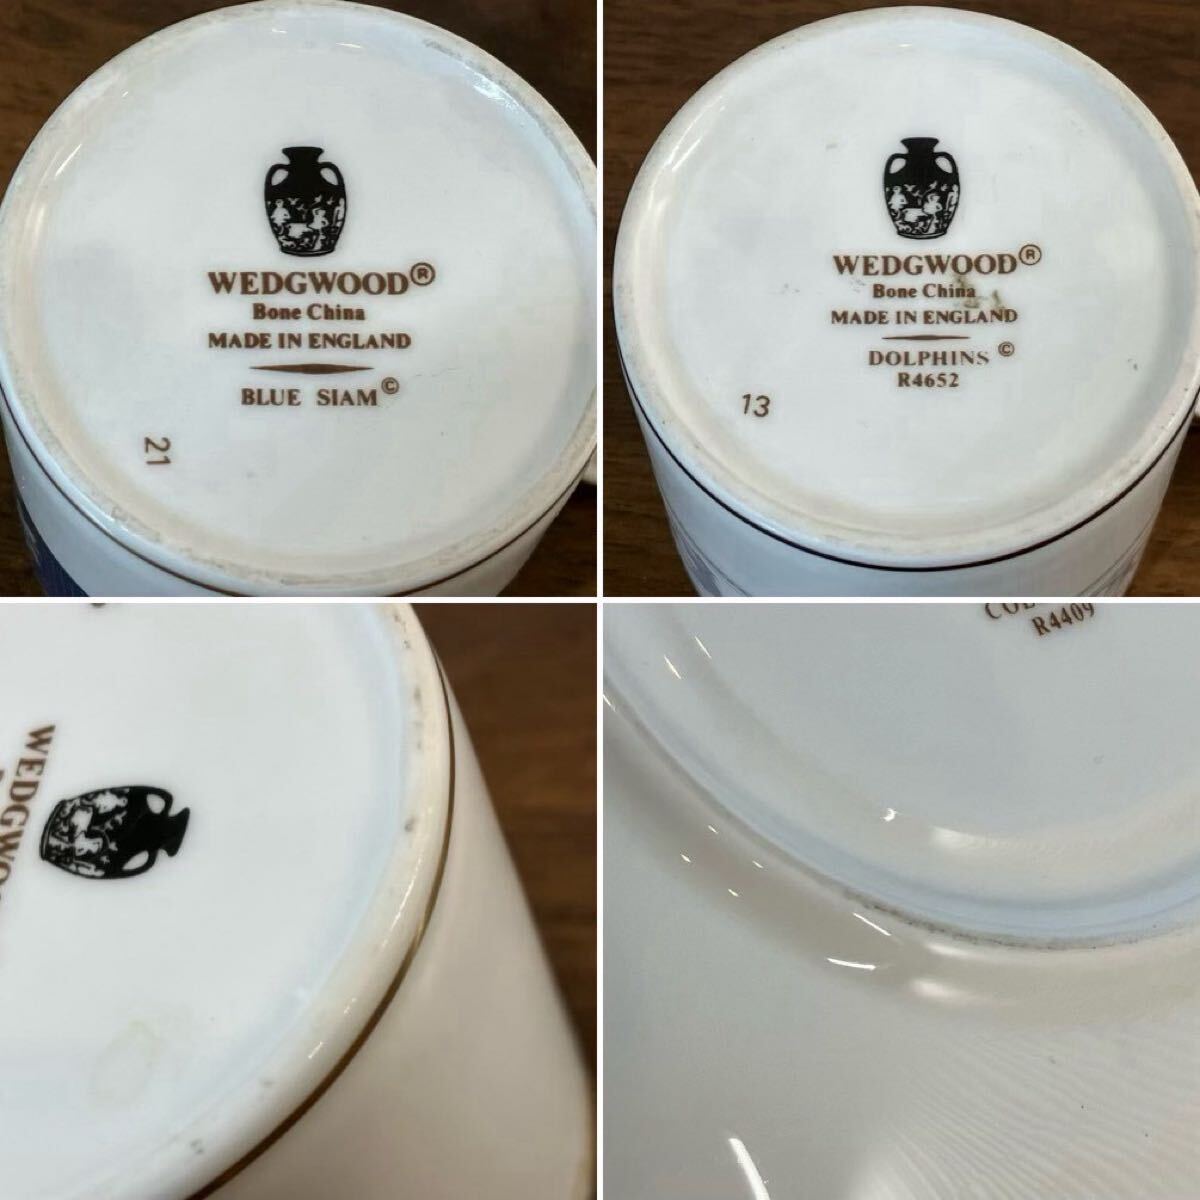 WEDGWOOD®
Bone China
MADE IN ENGLAND
BLUE SIAM©
21
WEDGWOOD®
Bone China
MADE IN ENGLAND
DOLPHINS©
R4652
13
R4409